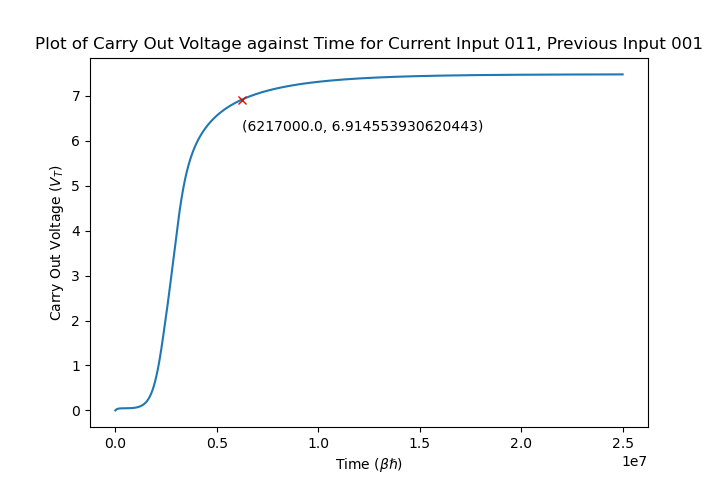 Plot of Carry Out Voltage against Time for Current Input 011, Previous Input 001
Carry Out Voltage (V_T)
7
6
5
4
3
2
1
0
(6217000.0, 6.914553930620443)
0.0 0.5 1.0 1.5 2.0 2.5
1e7
Time (βℏ)